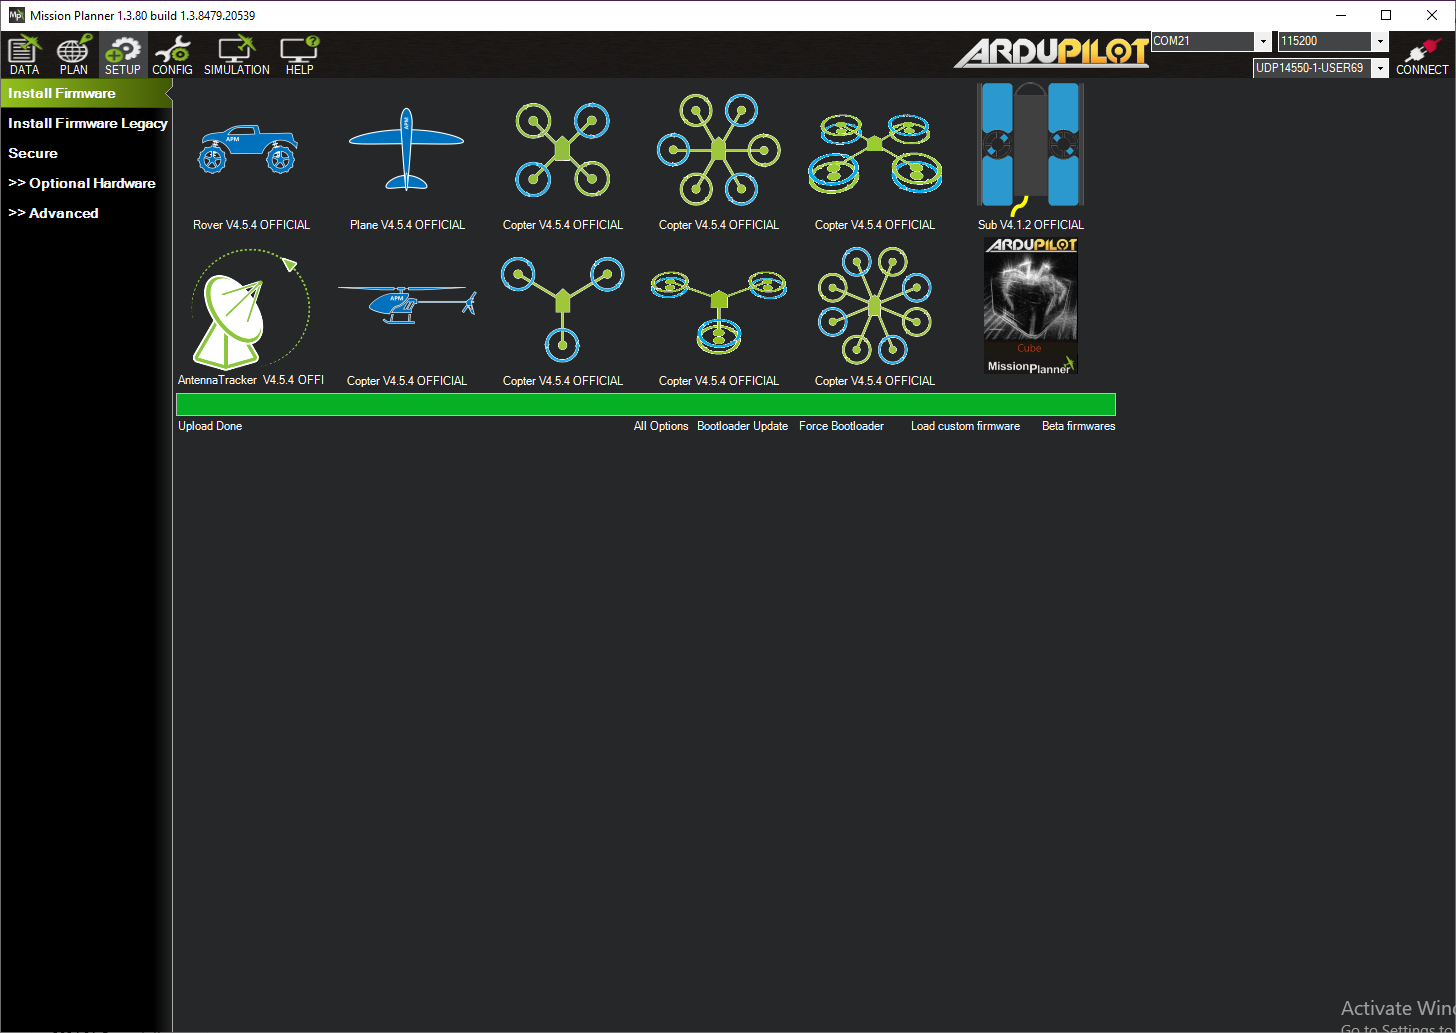 Mission Planner 1.3.80 build 1.3.8479.20539
DATA PLAN SETUP CONFIG SIMULATION HELP
ARDUPILOT
COM21
115200
UDP14550-1-USER69
CONNECT
Install Firmware
Install Firmware Legacy
Secure
>> Optional Hardware
>> Advanced
APM
APM
Rover V4.5.4 OFFICIAL
Plane V4.5.4 OFFICIAL
Copter V4.5.4 OFFICIAL
Copter V4.5.4 OFFICIAL
Copter V4.5.4 OFFICIAL
Sub V4.1.2 OFFICIAL
APM
ARDUPILOT
Cube
MissionPlanner
AntennaTracker V4.5.4 OFFI
Copter V4.5.4 OFFICIAL
Copter V4.5.4 OFFICIAL
Copter V4.5.4 OFFICIAL
Copter V4.5.4 OFFICIAL
Upload Done
All Options
Bootloader Update
Force Bootloader
Load custom firmware
Beta firmwares
Activate Win
Go to Settings to